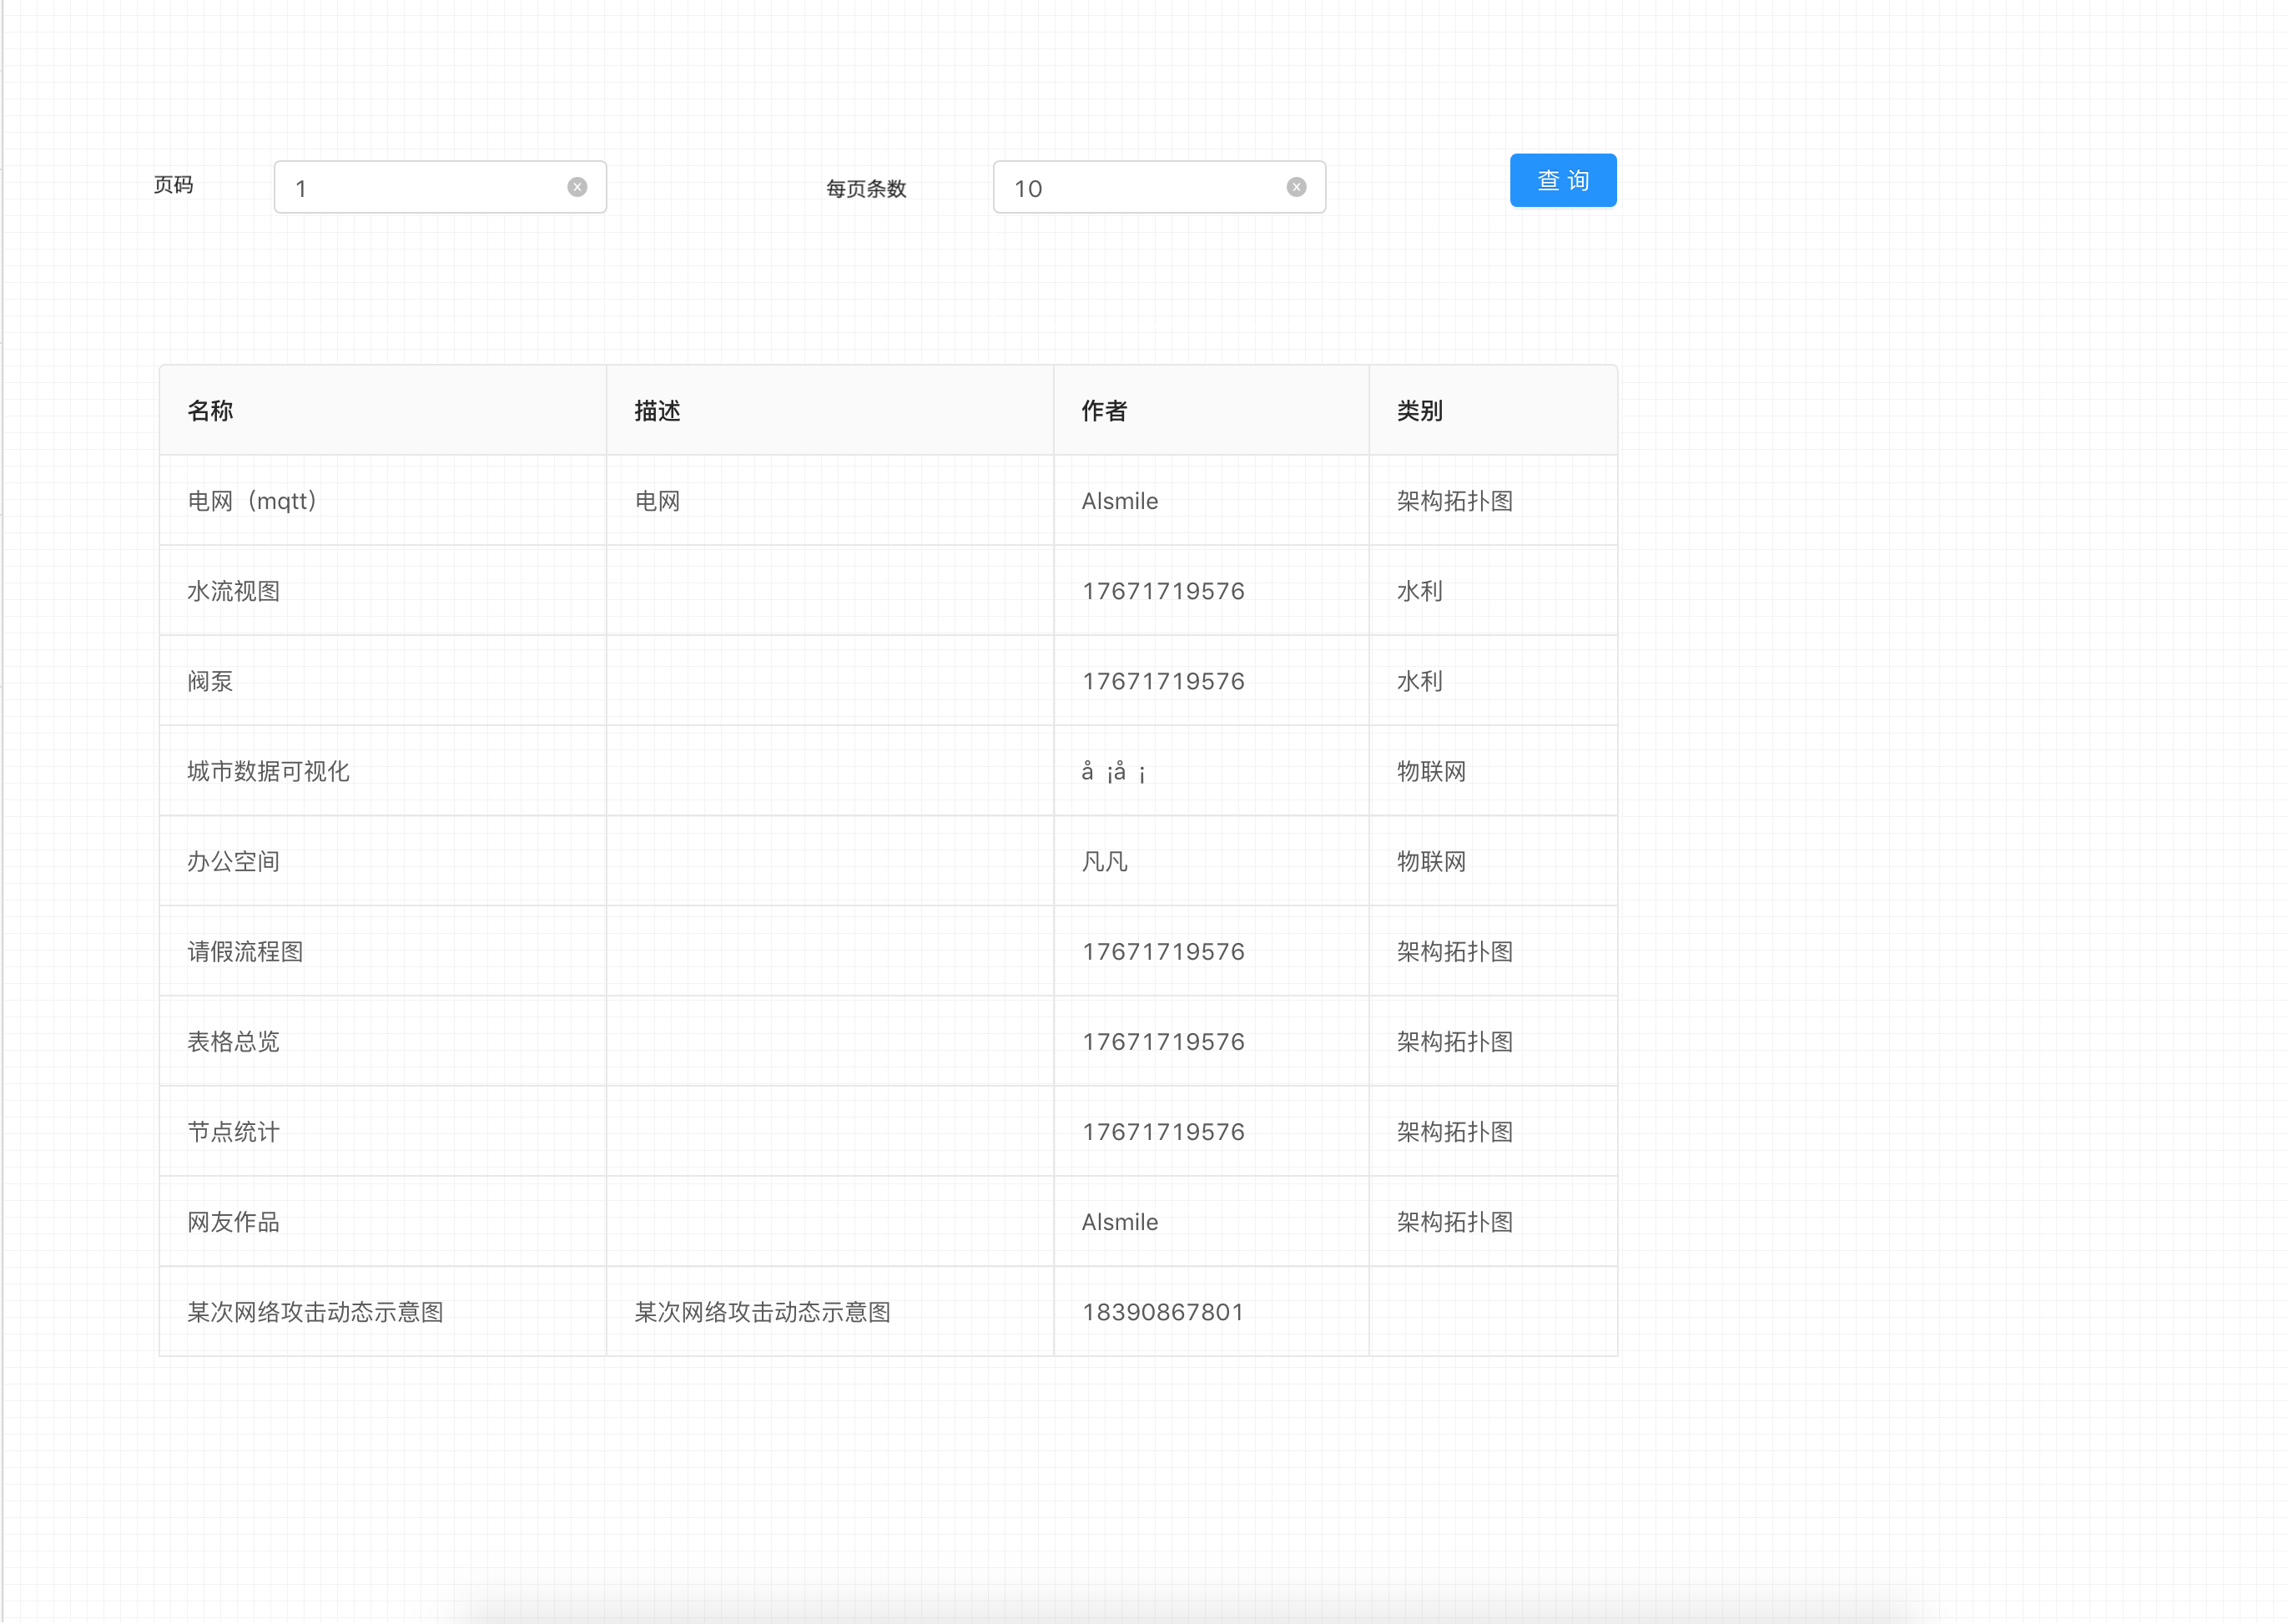 页码 1 每页条数 10 查 询
名称 描述 作者 类别
电网（mqtt） 电网 Alsmile 架构拓扑图
水流视图 17671719576 水利
阀泵 17671719576 水利
城市数据可视化 å ¡å ¡ 物联网
办公空间 凡凡 物联网
请假流程图 17671719576 架构拓扑图
表格总览 17671719576 架构拓扑图
节点统计 17671719576 架构拓扑图
网友作品 Alsmile 架构拓扑图
某次网络攻击动态示意图 某次网络攻击动态示意图 18390867801